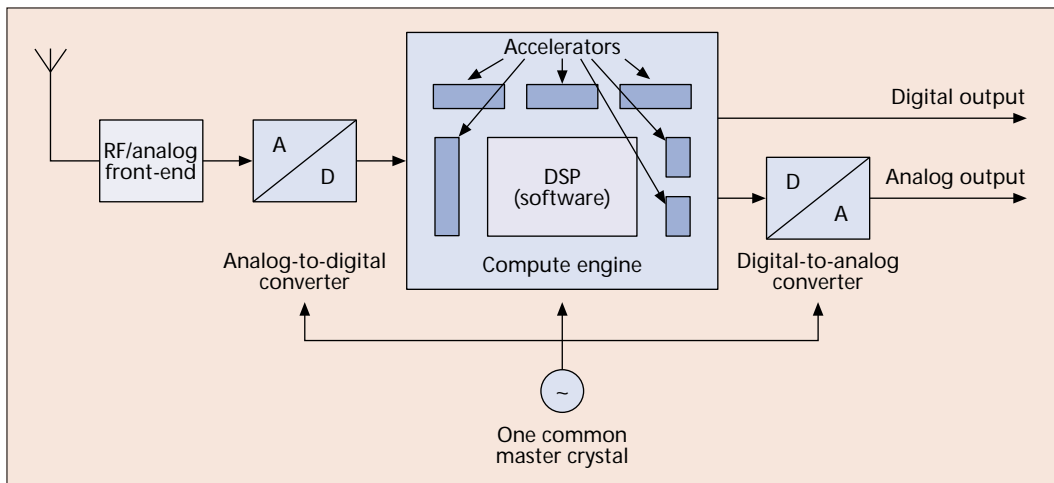 Accelerators
Digital output
RF/analog
front-end
A
D
DSP
(software)
D
A
Analog output
Analog-to-digital
converter
Compute engine
Digital-to-analog
converter
~
One common
master crystal